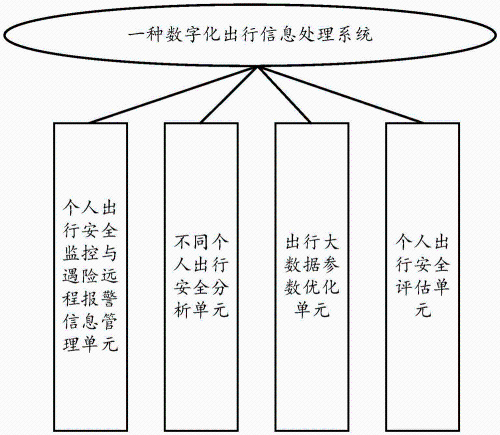 一种数字化出行信息处理系统
个人出
行安全
监控与
遇险远
程报警
信息管
理单元
不同个
人出行
安全分
析单元
出行大
数据参
数优化
单元
个人出
行安全
评估单
元